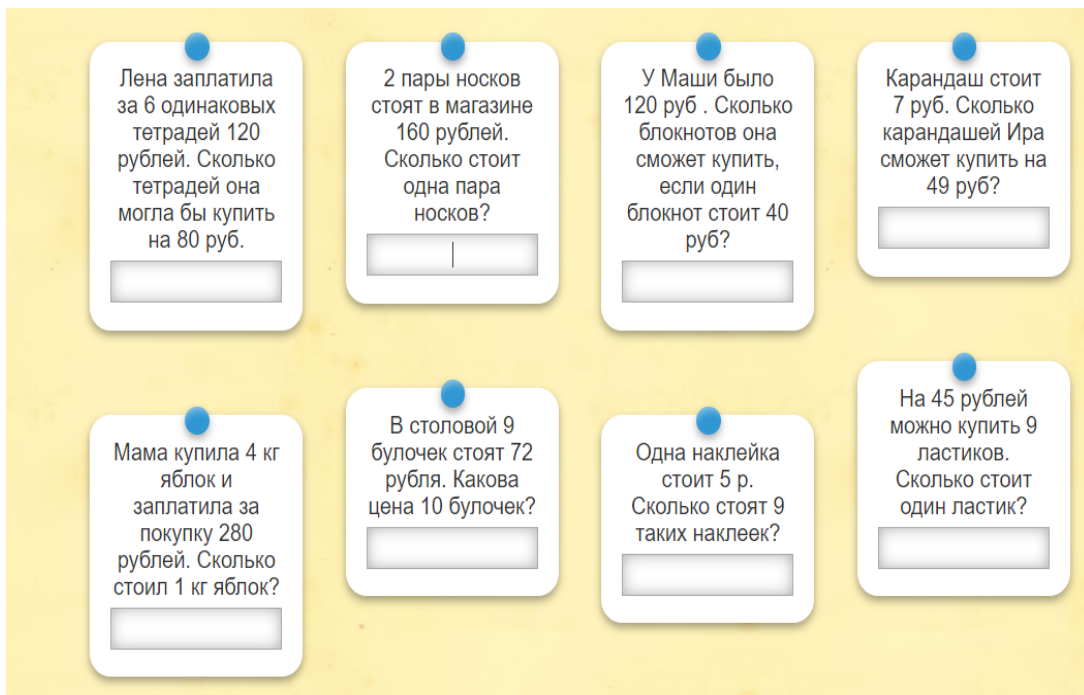 Лена заплатила
за 6 одинаковых
тетрадей 120
рублей. Сколько
тетрадей она
могла бы купить
на 80 руб.
2 пары носков
стоят в магазине
160 рублей.
Сколько стоит
одна пара
носков?
У Маши было
120 руб . Сколько
блокнотов она
сможет купить,
если один
блокнот стоит 40
руб?
Карандаш стоит
7 руб. Сколько
карандашей Ира
сможет купить на
49 руб?
Мама купила 4 кг
яблок и
заплатила за
покупку 280
рублей. Сколько
стоил 1 кг яблок?
В столовой 9
булочек стоят 72
рубля. Какова
цена 10 булочек?
Одна наклейка
стоит 5 р.
Сколько стоят 9
таких наклеек?
На 45 рублей
можно купить 9
ластиков.
Сколько стоит
один ластик?